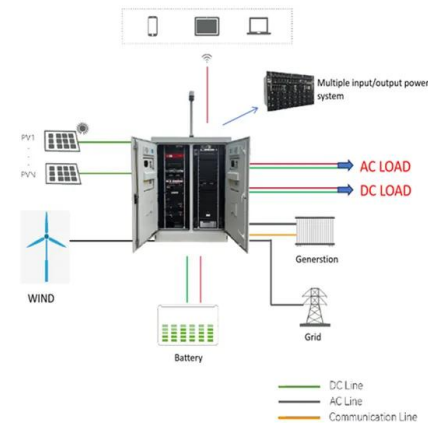 Multiple input/output power
system
PV1
PVN
AC LOAD
DC LOAD
WIND
Generstion
Grid
Battery
DC Line
AC Line
Communication Line